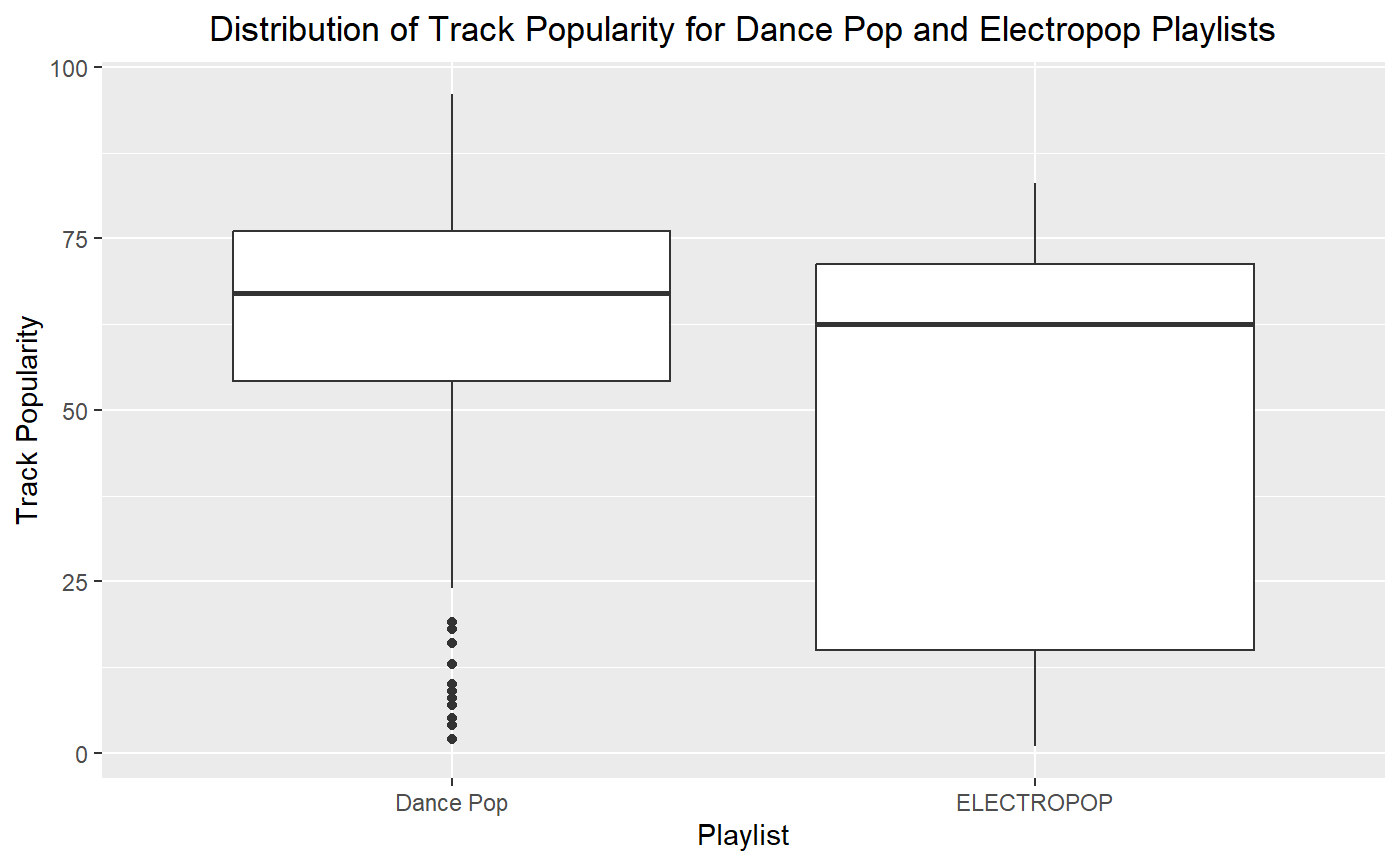 Distribution of Track Popularity for Dance Pop and Electropop Playlists
100
75
50
25
0
Track Popularity
Dance Pop
ELECTROPOP
Playlist